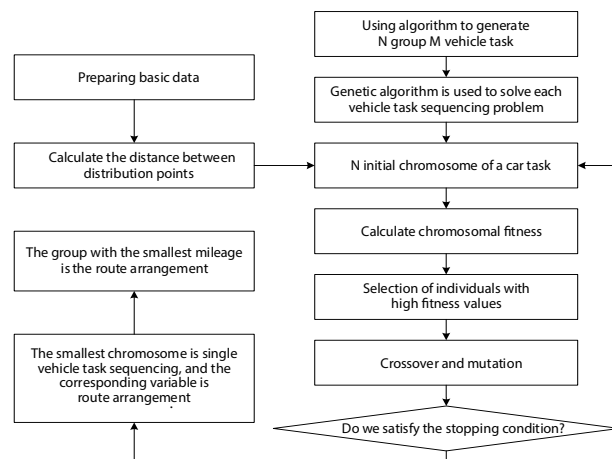 Using algorithm to generate
N group M vehicle task
Preparing basic data
Genetic algorithm is used to solve each
vehicle task sequencing problem
Calculate the distance between
distribution points
N initial chromosome of a car task
Calculate chromosomal fitness
The group with the smallest mileage
is the route arrangement
Selection of individuals with
high fitness values
The smallest chromosome is single
vehicle task sequencing, and the
corresponding variable is
route arrangement
Crossover and mutation
Do we satisfy the stopping condition?